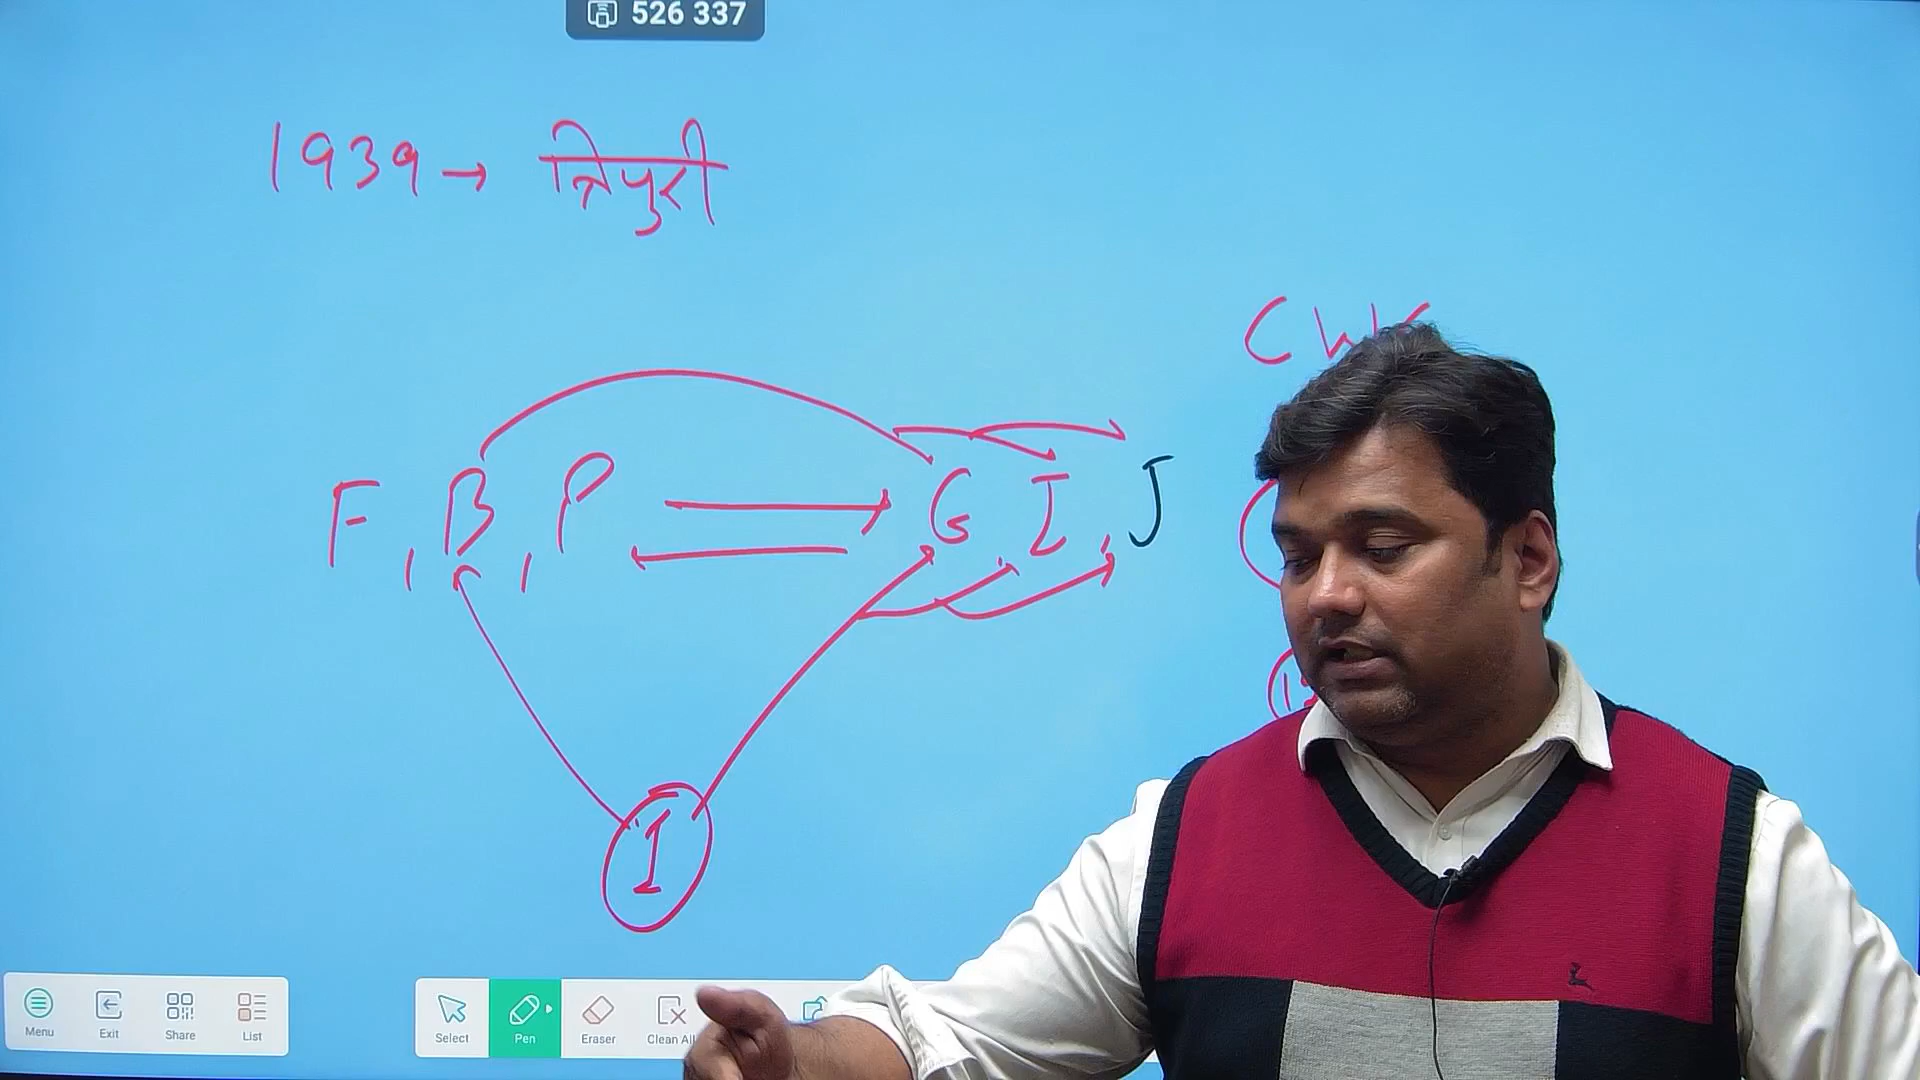 526 337
1939 → त्रिपुरी
F, B, P G, I, J
I
Menu Exit Share List Select Pen Eraser Clean All